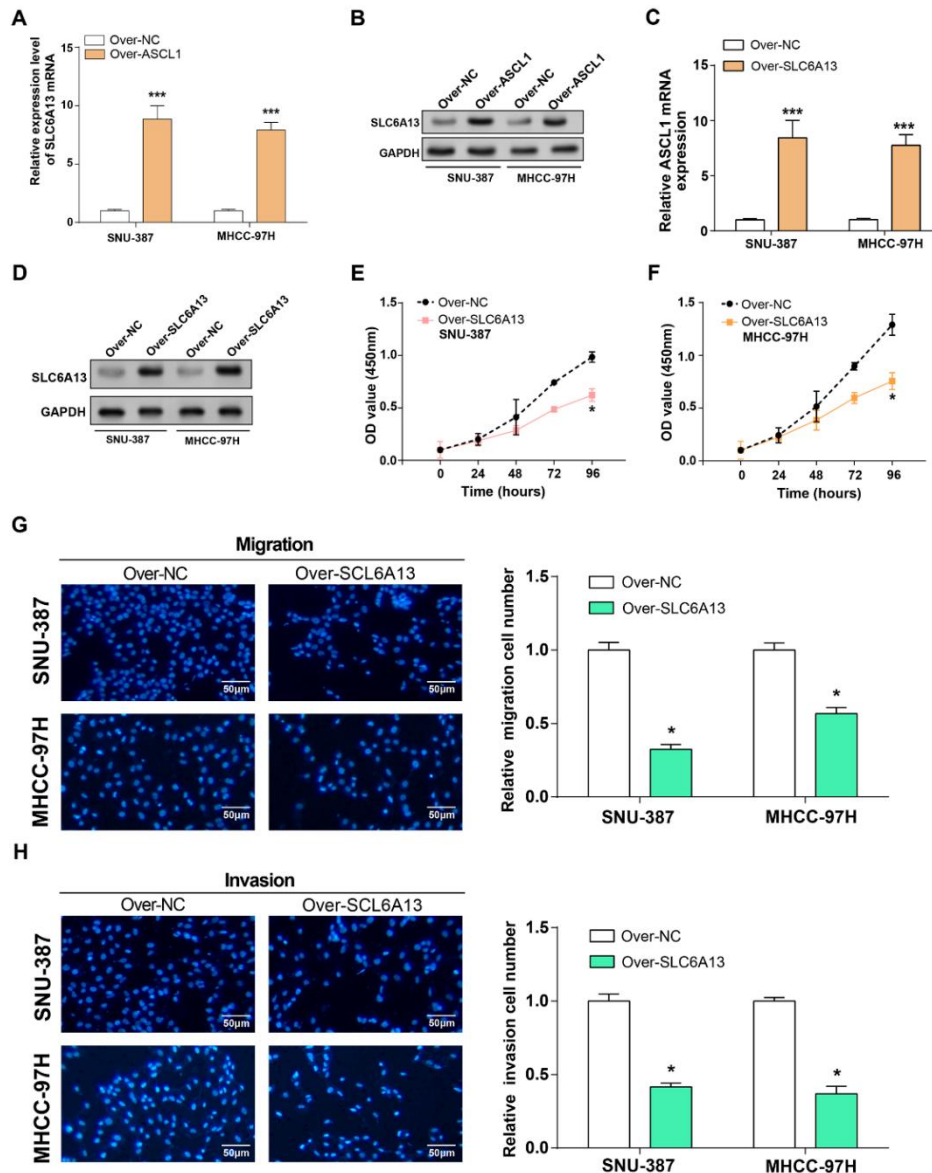 A
Over-NC
Over-ASCL1
Relative expression level
of SLC6A13 mRNA
15
10
5
0
***
***
SNU-387
MHCC-97H
B
Over-NC
Over-ASCL1
Over-NC
Over-ASCL1
SLC6A13
GAPDH
SNU-387
MHCC-97H
C
Over-NC
Over-SLC6A13
Relative ASCL1 mRNA
expression
15
10
5
0
***
***
SNU-387
MHCC-97H
D
Over-NC
Over-SLC6A13
Over-NC
Over-SLC6A13
SLC6A13
GAPDH
SNU-387
MHCC-97H
E
Over-NC
Over-SLC6A13
SNU-387
OD value (450nm)
1.5
1.0
0.5
0.0
*
0 24 48 72 96
Time (hours)
F
Over-NC
Over-SLC6A13
MHCC-97H
OD value (450nm)
1.5
1.0
0.5
0.0
*
0 24 48 72 96
Time (hours)
G
Migration
Over-NC
Over-SCL6A13
SNU-387
50μm
50μm
MHCC-97H
50μm
50μm
Relative migration cell number
1.5
1.0
0.5
0.0
Over-NC
Over-SLC6A13
*
*
SNU-387
MHCC-97H
H
Invasion
Over-NC
Over-SCL6A13
SNU-387
50μm
50μm
MHCC-97H
50μm
50μm
Relative invasion cell number
1.5
1.0
0.5
0.0
Over-NC
Over-SLC6A13
*
*
SNU-387
MHCC-97H